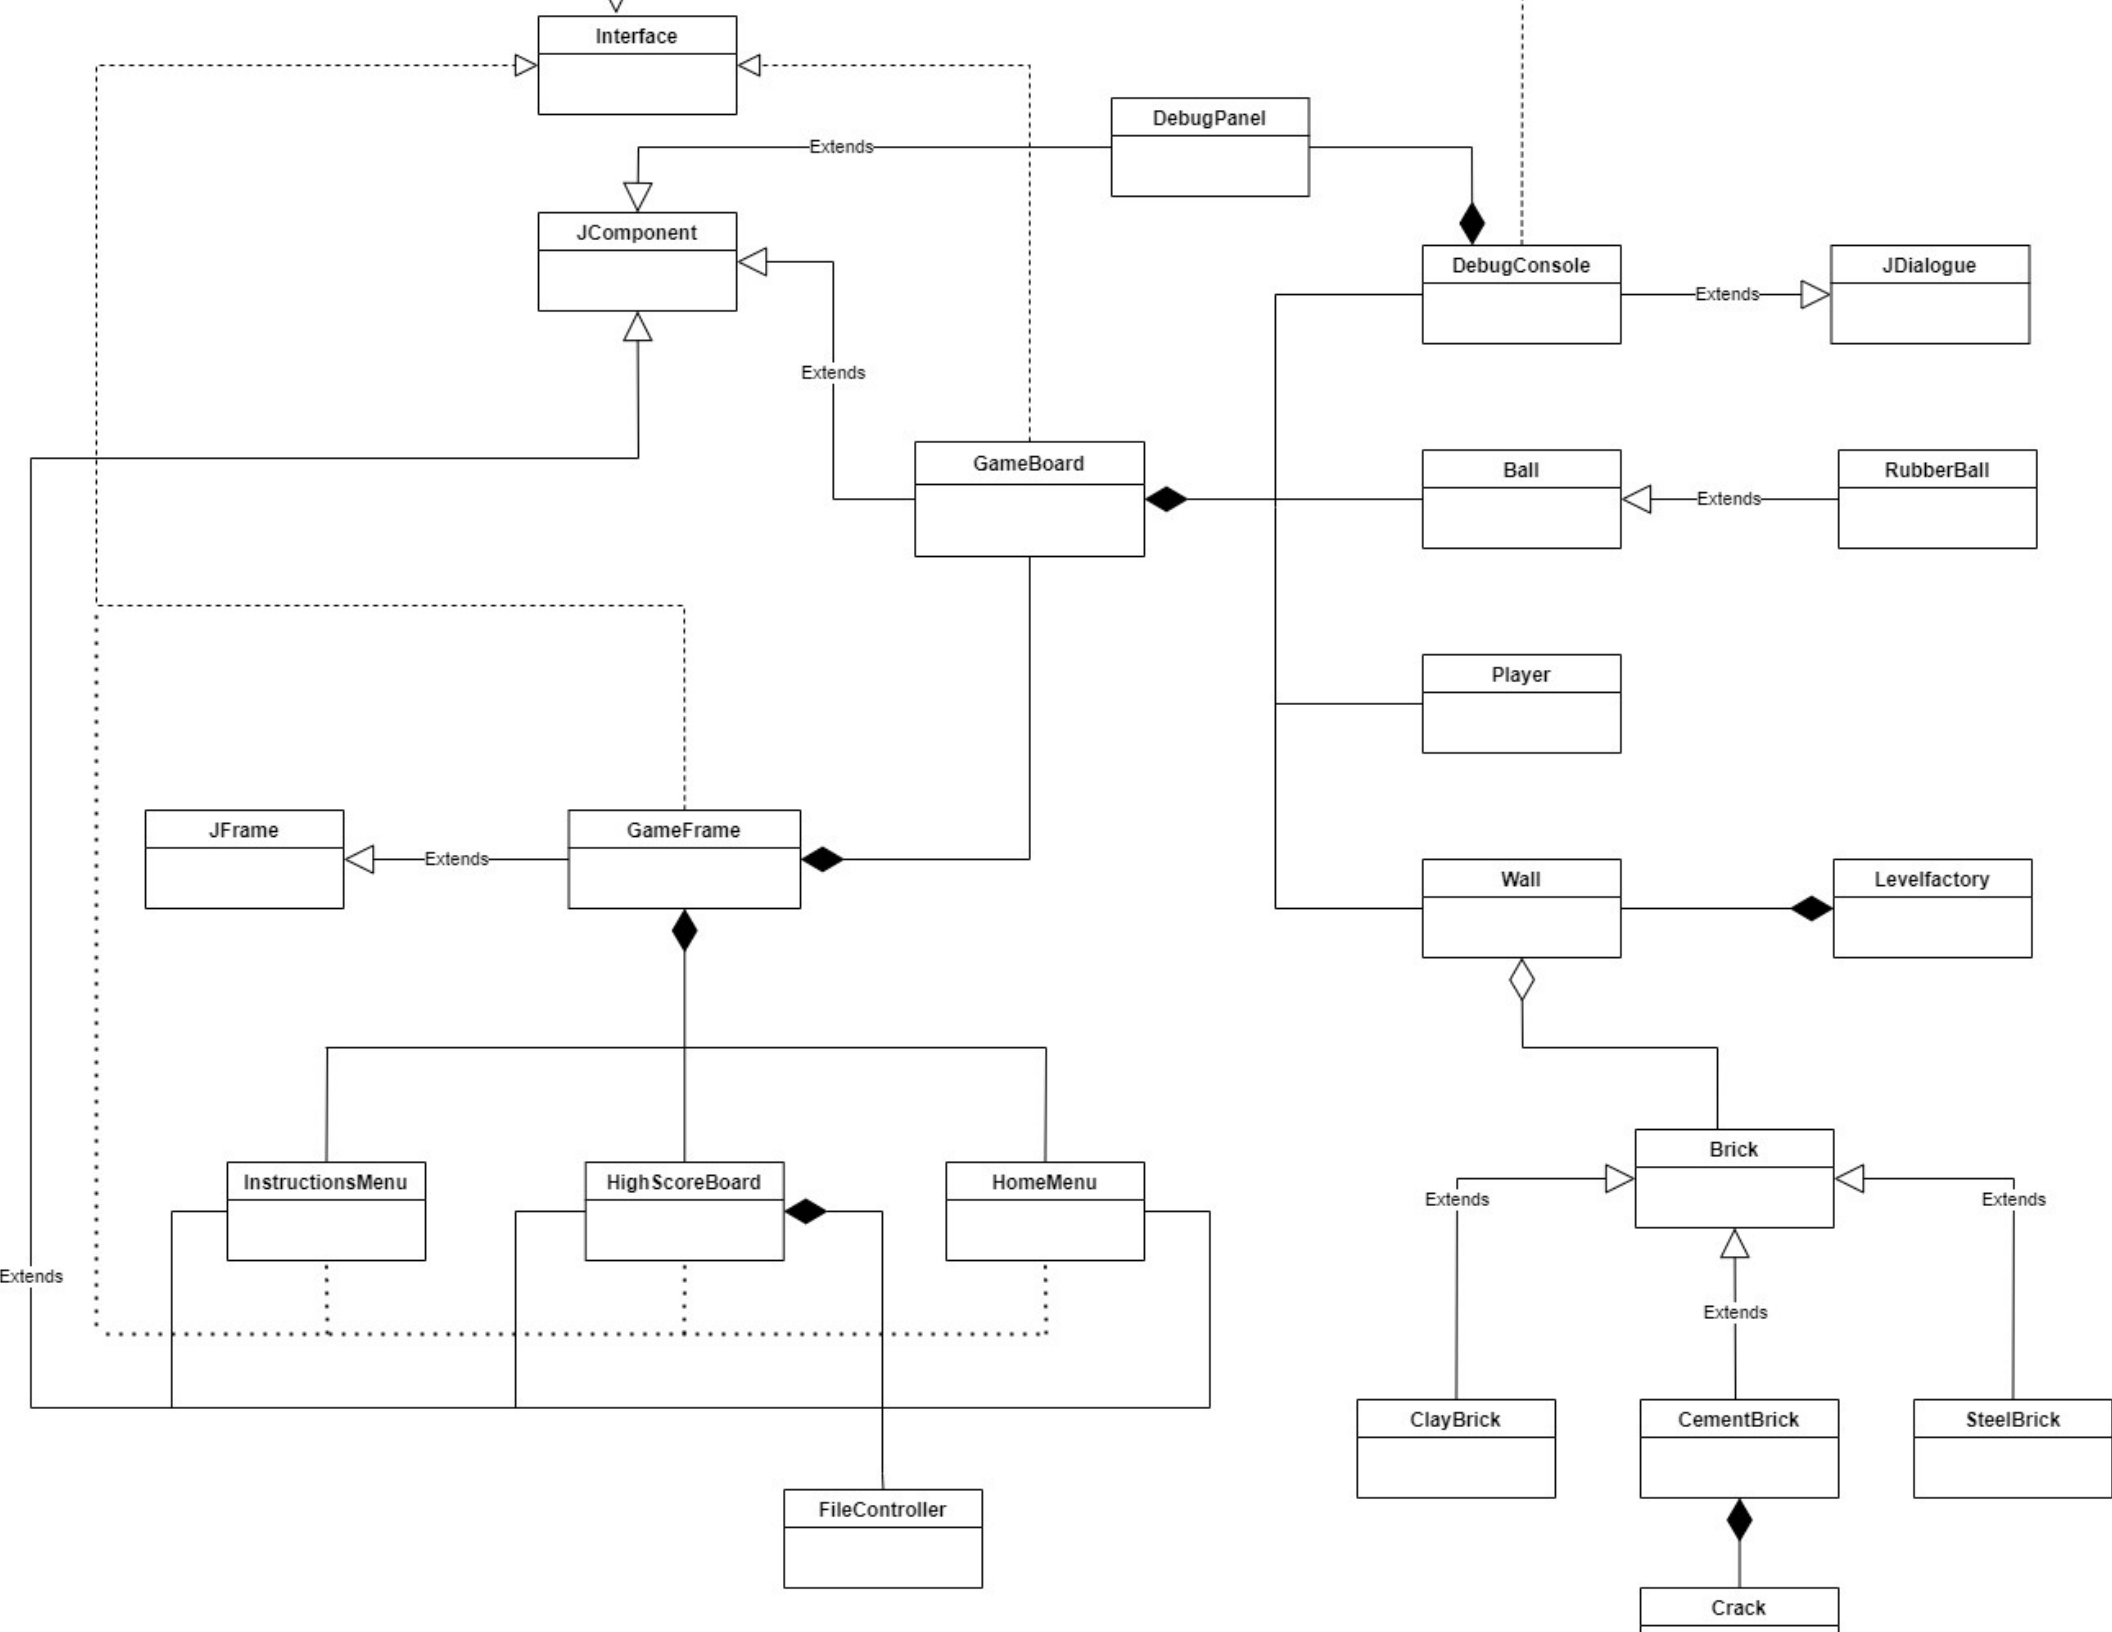 Interface
DebugPanel
Extends
JComponent
DebugConsole
JDialogue
Extends
Extends
GameBoard
Ball
RubberBall
Extends
Player
JFrame
GameFrame
Extends
Wall
Levelfactory
Brick
InstructionsMenu
HighScoreBoard
HomeMenu
Extends
Extends
Extends
Extends
ClayBrick
CementBrick
SteelBrick
FileController
Crack